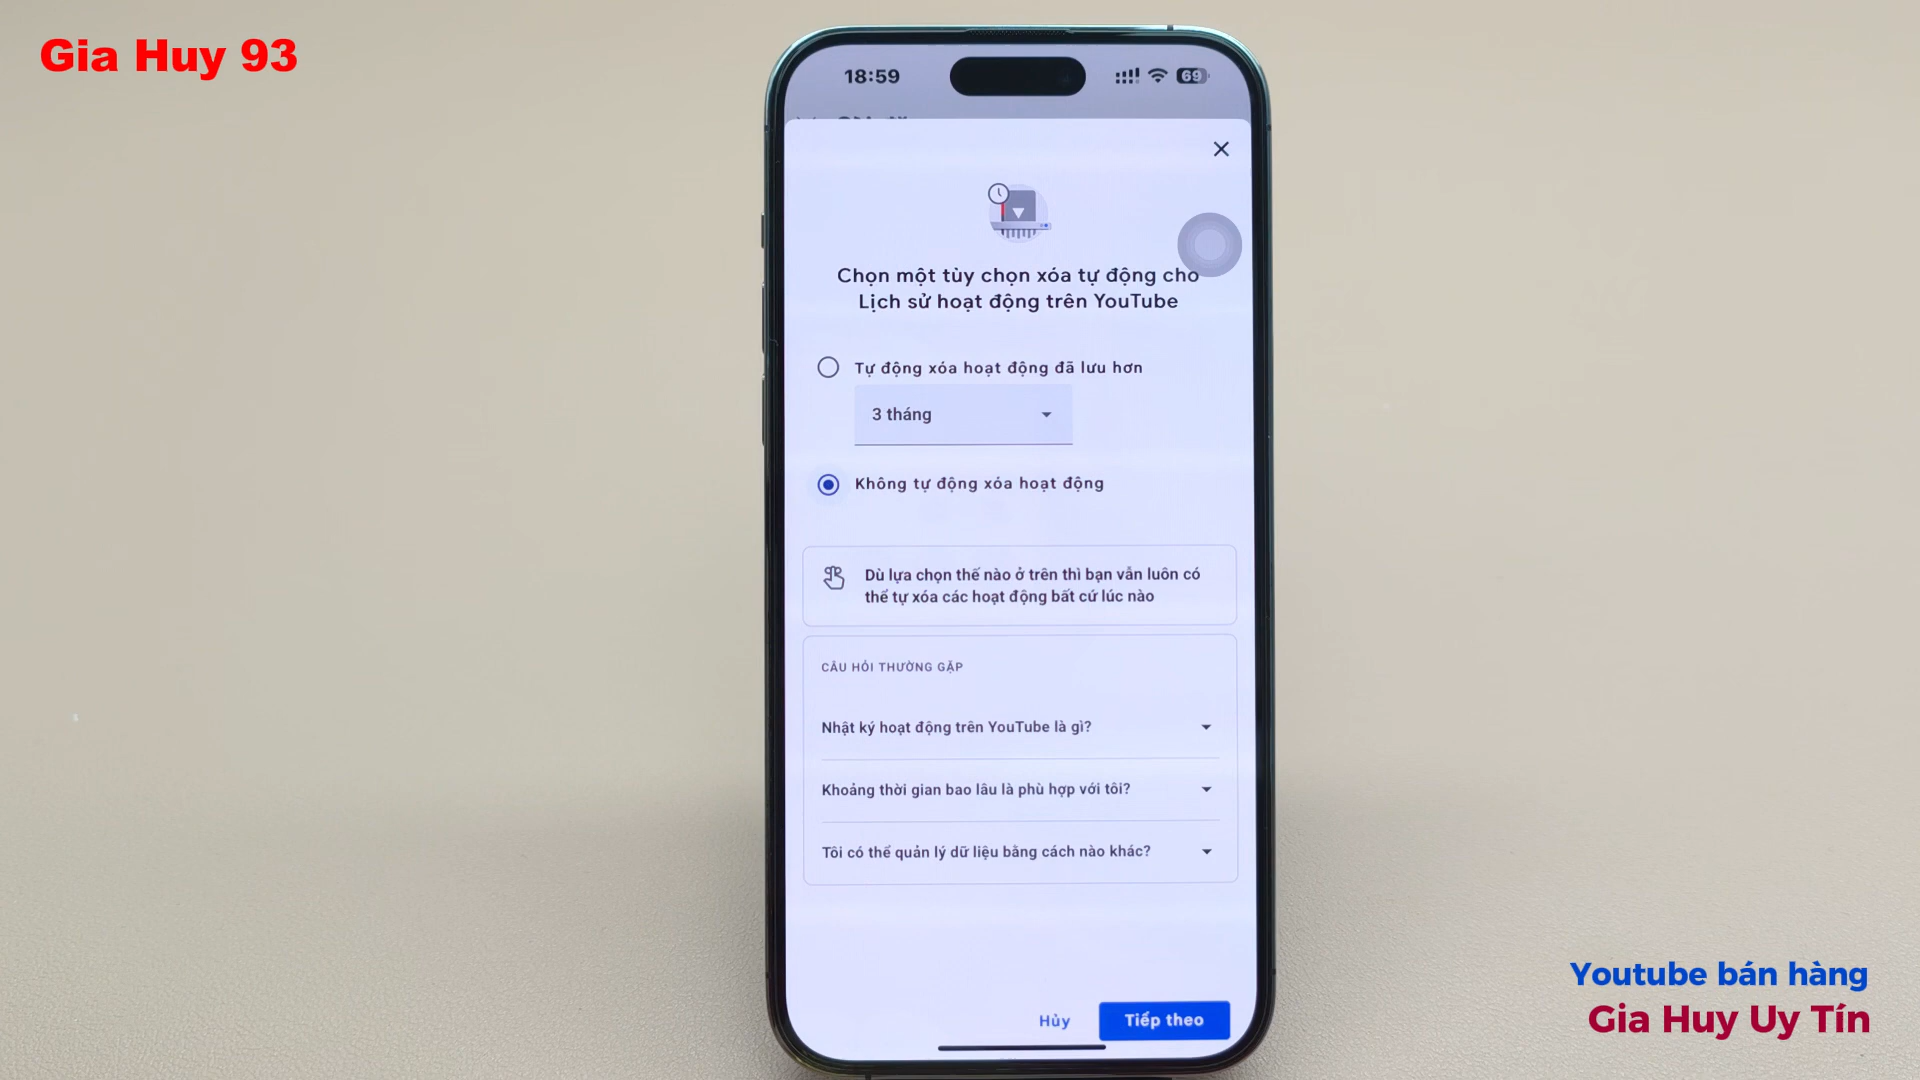 Gia Huy 93
18:59
69
Chọn một tùy chọn xóa tự động cho
Lịch sử hoạt động trên YouTube
Tự động xóa hoạt động đã lưu hơn
3 tháng
Không tự động xóa hoạt động
Dù lựa chọn thế nào ở trên thì bạn vẫn luôn có
thể tự xóa các hoạt động bất cứ lúc nào
CÂU HỎI THƯỜNG GẶP
Nhật ký hoạt động trên YouTube là gì?
Khoảng thời gian bao lâu là phù hợp với tôi?
Tôi có thể quản lý dữ liệu bằng cách nào khác?
Hủy
Tiếp theo
Youtube bán hàng
Gia Huy Uy Tín